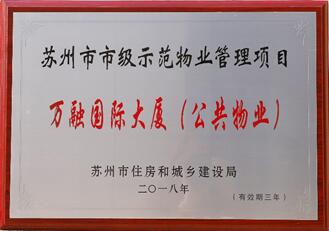 苏州市市级示范物业管理项目
万融国际大厦（公共物业）
苏州市住房和城乡建设局
二〇一八年
（有效期三年）